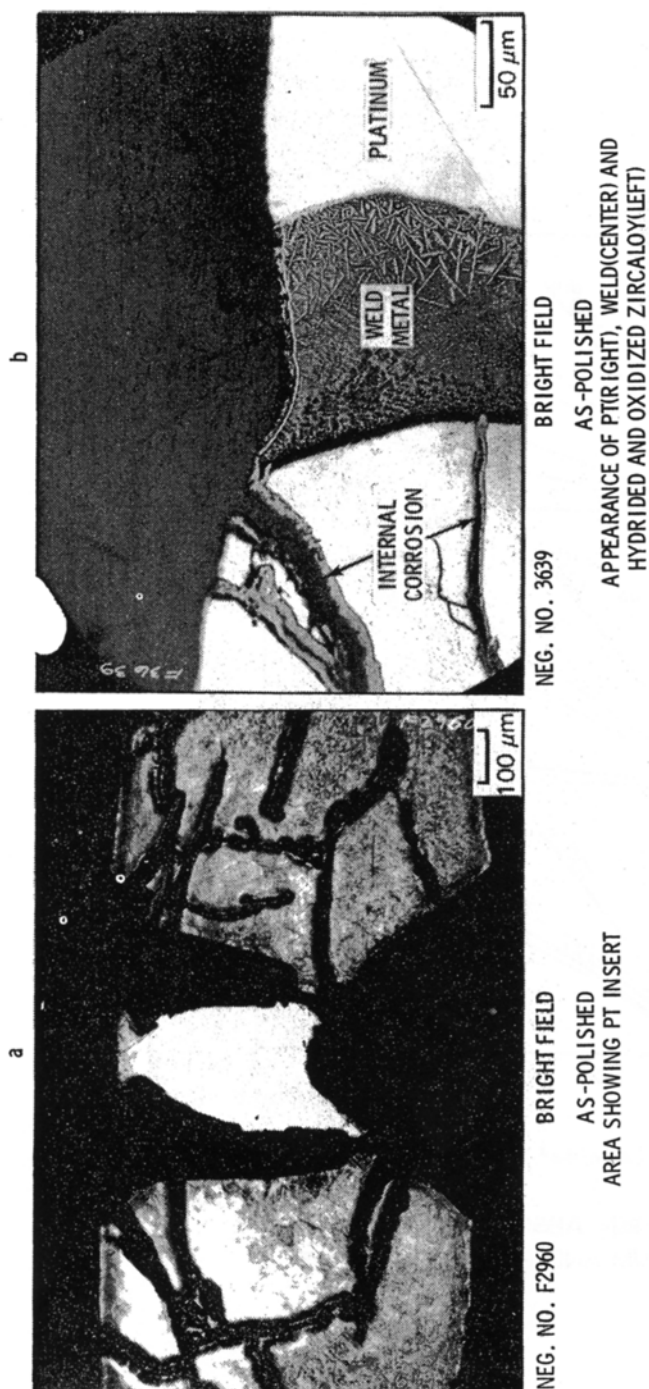 a
100 µm
NEG. NO. F2960
BRIGHT FIELD
AS-POLISHED
AREA SHOWING PT INSERT
b
F3639
PLATINUM
WELD
METAL
INTERNAL
CORROSION
50 µm
NEG. NO. 3639
BRIGHT FIELD
AS-POLISHED
APPEARANCE OF PT(RIGHT), WELD(CENTER) AND
HYDRIDED AND OXIDIZED ZIRCALOY(LEFT)